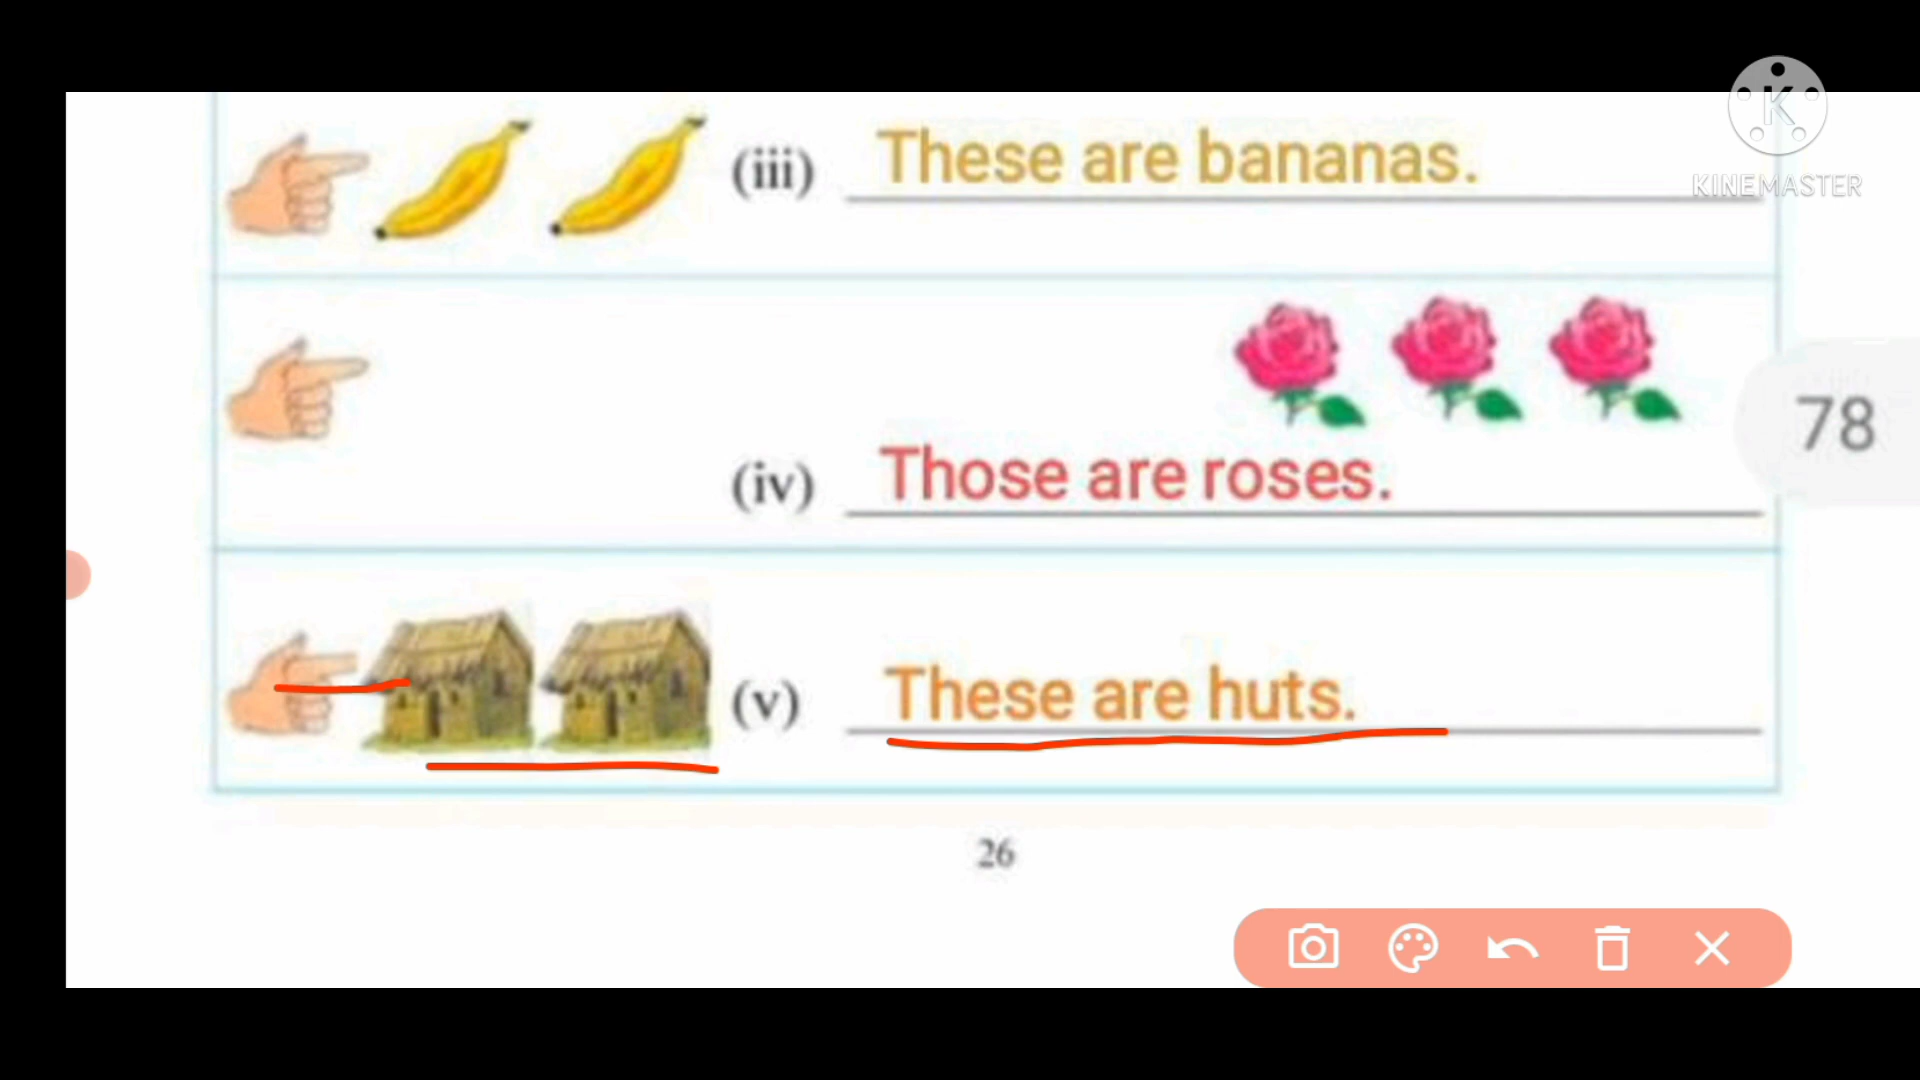 KINEMASTER
(iii) These are bananas.
(iv) Those are roses.
78
(v) These are huts.
26